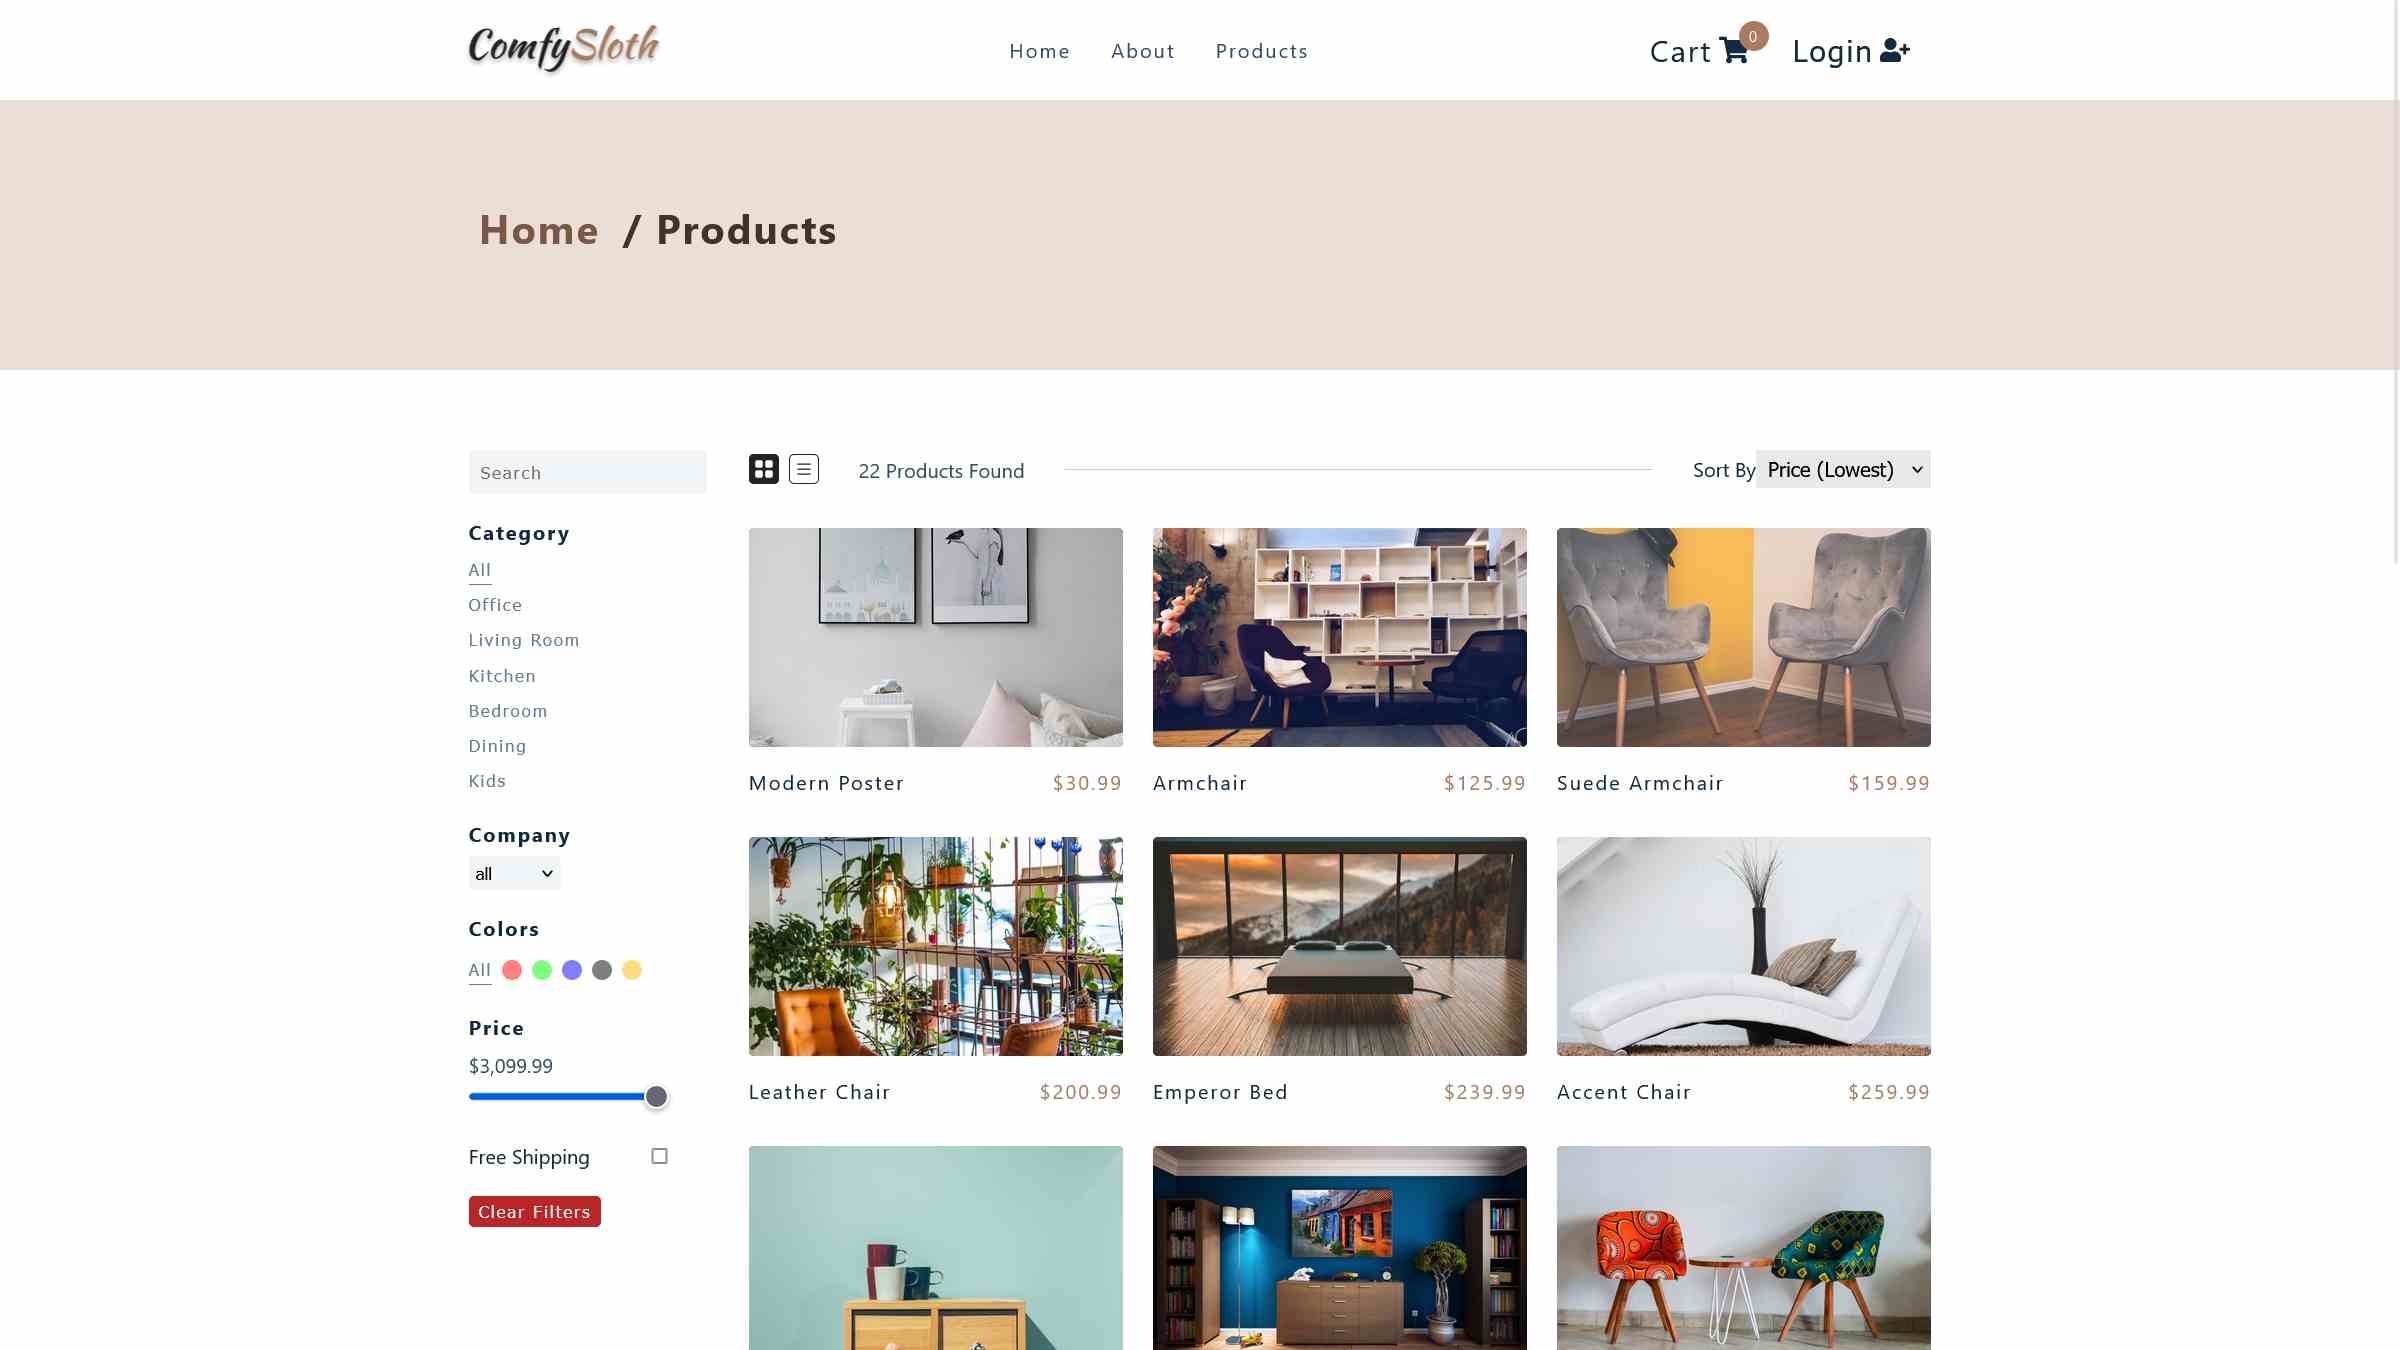 ComfySloth
Home About Products
Cart 0 Login
Home / Products
Search
22 Products Found
Sort By Price (Lowest)
Category
All
Office
Living Room
Kitchen
Bedroom
Dining
Kids
Company
all
Colors
All
Price
$3,099.99
Free Shipping
Clear Filters
Modern Poster $30.99
Armchair $125.99
Suede Armchair $159.99
Leather Chair $200.99
Emperor Bed $239.99
Accent Chair $259.99